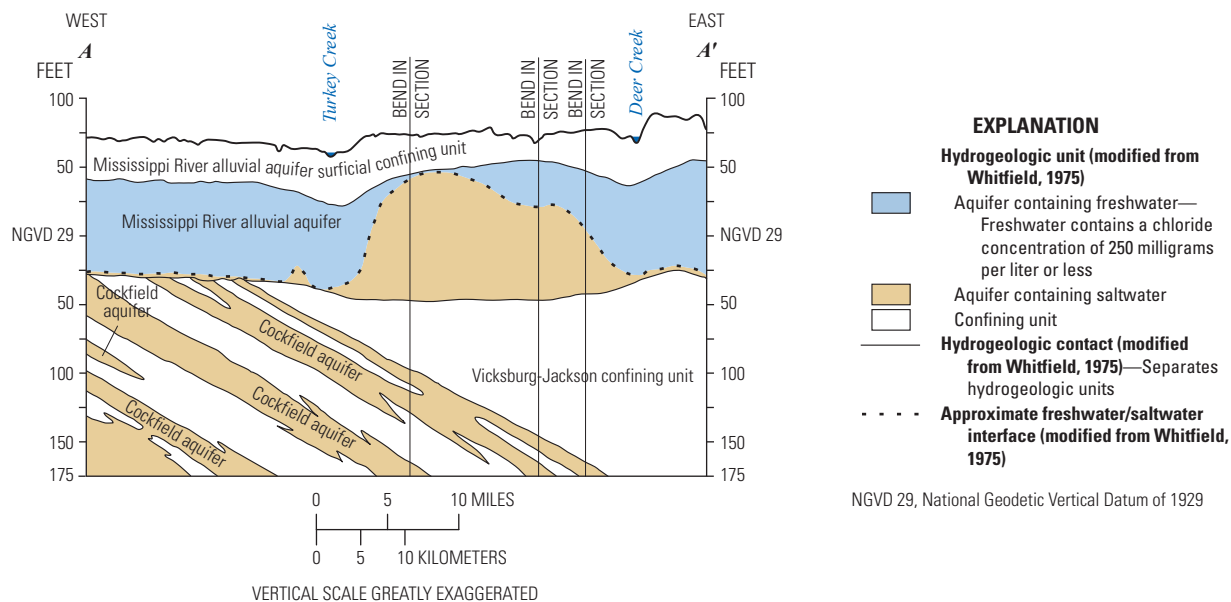 WEST
A
FEET
EAST
A'
FEET
Turkey Creek
BEND IN
SECTION
BEND IN
SECTION
BEND IN
SECTION
Deer Creek
100
50
NGVD 29
50
100
150
175
100
50
NGVD 29
50
100
150
175
Mississippi River alluvial aquifer surficial confining unit
Mississippi River alluvial aquifer
Cockfield
aquifer
Cockfield aquifer
Cockfield aquifer
Cockfield aquifer
Vicksburg-Jackson confining unit
0 5 10 MILES
0 5 10 KILOMETERS
VERTICAL SCALE GREATLY EXAGGERATED
EXPLANATION
Hydrogeologic unit (modified from
Whitfield, 1975)
Aquifer containing freshwater—
Freshwater contains a chloride
concentration of 250 milligrams
per liter or less
Aquifer containing saltwater
Confining unit
Hydrogeologic contact (modified
from Whitfield, 1975)—Separates
hydrogeologic units
Approximate freshwater/saltwater
interface (modified from Whitfield,
1975)
NGVD 29, National Geodetic Vertical Datum of 1929